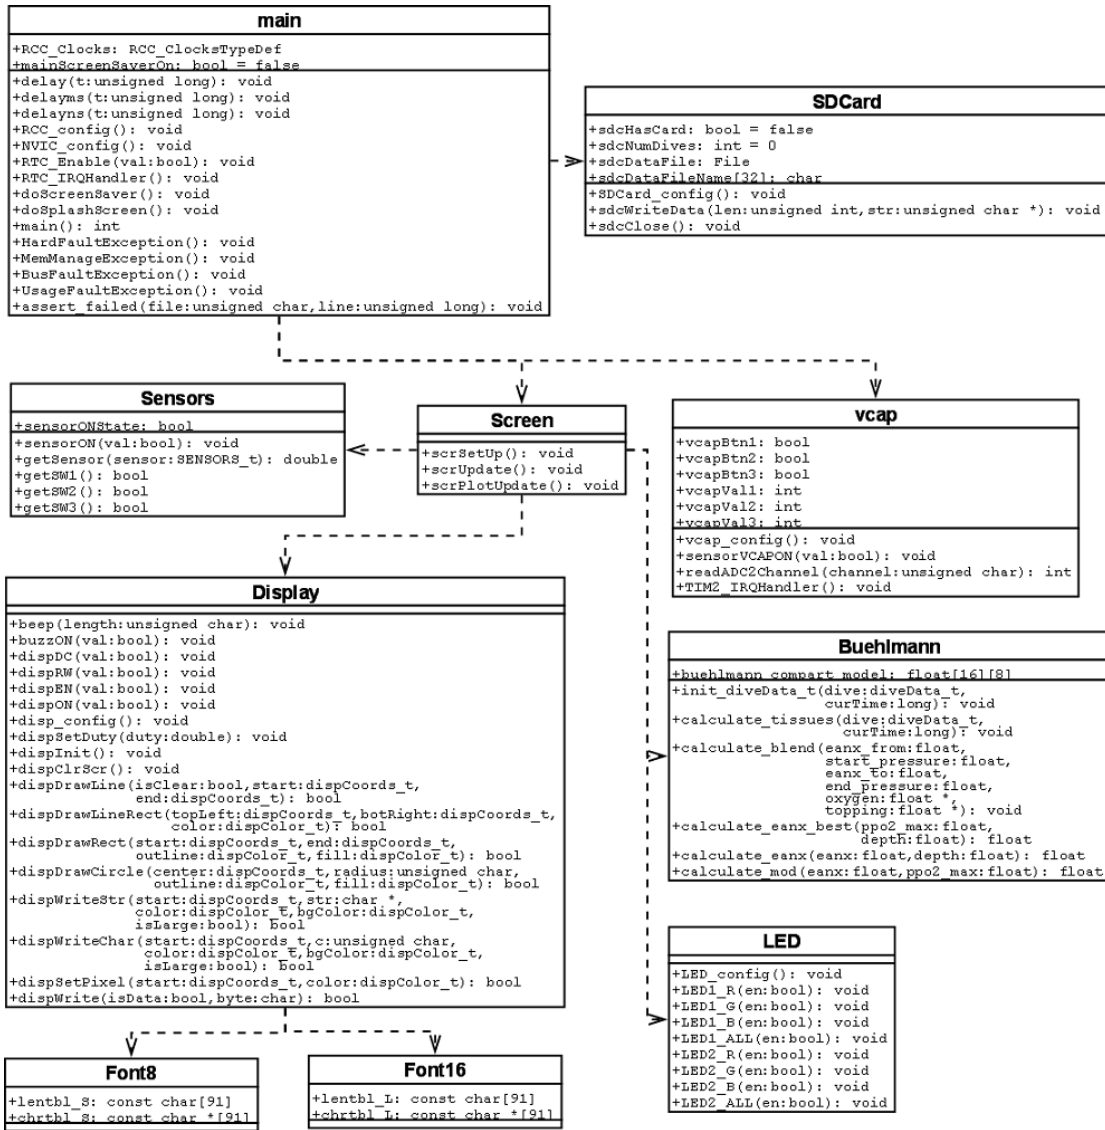 main
+RCC_Clocks: RCC_ClocksTypeDef
+mainScreenSaverOn: bool = false
+delay(t:unsigned long): void
+delayms(t:unsigned long): void
+delayns(t:unsigned long): void
+RCC_config(): void
+NVIC_config(): void
+RTC_Enable(val:bool): void
+RTC_IRQHandler(): void
+doScreenSaver(): void
+doSplashScreen(): void
+main(): int
+HardFaultException(): void
+MemManageException(): void
+BusFaultException(): void
+UsageFaultException(): void
+assert_failed(file:unsigned char,line:unsigned long): void
SDCard
+sdcHasCard: bool = false
+sdcNumDives: int = 0
+sdcDataFile: File
+sdcDataFileName[32]: char
+SDCard_config(): void
+sdcWriteData(len:unsigned int,str:unsigned char *): void
+sdcClose(): void
Sensors
+sensorONState: bool
+sensorON(val:bool): void
+getSensor(sensor:SENSORS_t): double
+getSW1(): bool
+getSW2(): bool
+getSW3(): bool
Screen
+scrSetUp(): void
+scrUpdate(): void
+scrPlotUpdate(): void
vcap
+vcapBtn1: bool
+vcapBtn2: bool
+vcapBtn3: bool
+vcapVal1: int
+vcapVal2: int
+vcapVal3: int
+vcap_config(): void
+sensorVCAPON(val:bool): void
+readADC2Channel(channel:unsigned char): int
+TIM2_IRQHandler(): void
Display
+beep(length:unsigned char): void
+buzzON(val:bool): void
+dispDC(val:bool): void
+dispRW(val:bool): void
+dispEN(val:bool): void
+dispON(val:bool): void
+disp_config(): void
+dispSetDuty(duty:double): void
+dispInit(): void
+dispClrScr(): void
+dispDrawLine(isClear:bool,start:dispCoords_t,
end:dispCoords_t): bool
+dispDrawLineRect(topLeft:dispCoords_t,botRight:dispCoords_t,
color:dispColor_t): bool
+dispDrawRect(start:dispCoords_t,end:dispCoords_t,
outline:dispColor_t,fill:dispColor_t): bool
+dispDrawCircle(center:dispCoords_t,radius:unsigned char,
outline:dispColor_t,fill:dispColor_t): bool
+dispWriteStr(start:dispCoords_t,str:char *,
color:dispColor_t,bgColor:dispColor_t,
isLarge:bool): bool
+dispWriteChar(start:dispCoords_t,c:unsigned char,
color:dispColor_t,bgColor:dispColor_t,
isLarge:bool): bool
+dispSetPixel(start:dispCoords_t,color:dispColor_t): bool
+dispWrite(isData:bool,byte:char): bool
Buehlmann
+buehlmann_compart_model: float[16][8]
+init_diveData_t(dive:diveData_t,
curTime:long): void
+calculate_tissues(dive:diveData_t,
curTime:long): void
+calculate_blend(eanx_from:float,
start_pressure:float,
eanx_to:float,
end_pressure:float,
oxygen:float *,
topping:float *): void
+calculate_eanx_best(ppo2_max:float,
depth:float): float
+calculate_eanx(eanx:float,depth:float): float
+calculate_mod(eanx:float,ppo2_max:float): float
LED
+LED_config(): void
+LED1_R(en:bool): void
+LED1_G(en:bool): void
+LED1_B(en:bool): void
+LED1_ALL(en:bool): void
+LED2_R(en:bool): void
+LED2_G(en:bool): void
+LED2_B(en:bool): void
+LED2_ALL(en:bool): void
Font8
+lentbl_S: const char[91]
+chrtbl_S: const char *[91]
Font16
+lentbl_L: const char[91]
+chrtbl_L: const char *[91]